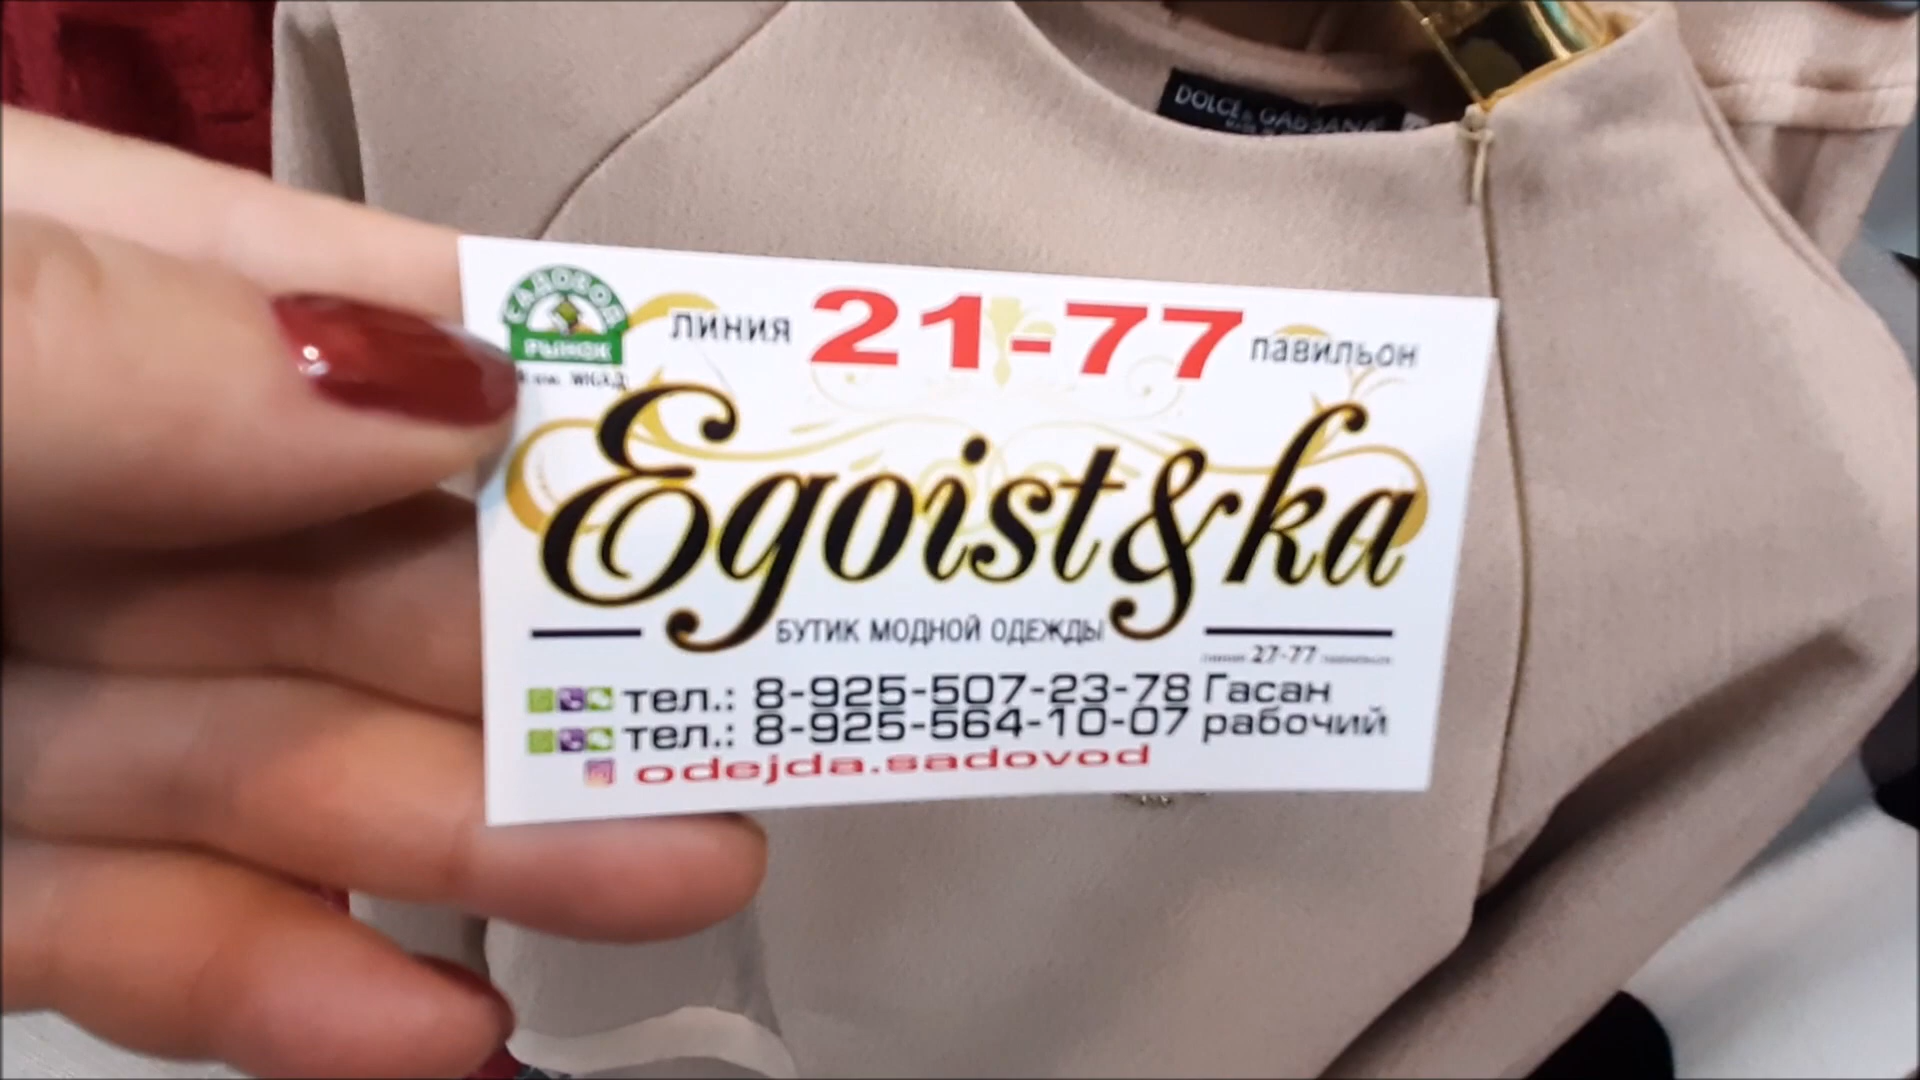 DOLCE & GABBANA
САДОВОД
РЫНОК
МКАД
линия 21-77 павильон
Egoist&ka
БУТИК МОДНОЙ ОДЕЖДЫ
27-77
тел.: 8-925-507-23-78 Гасан
тел.: 8-925-564-10-07 рабочий
odejda.sadovod